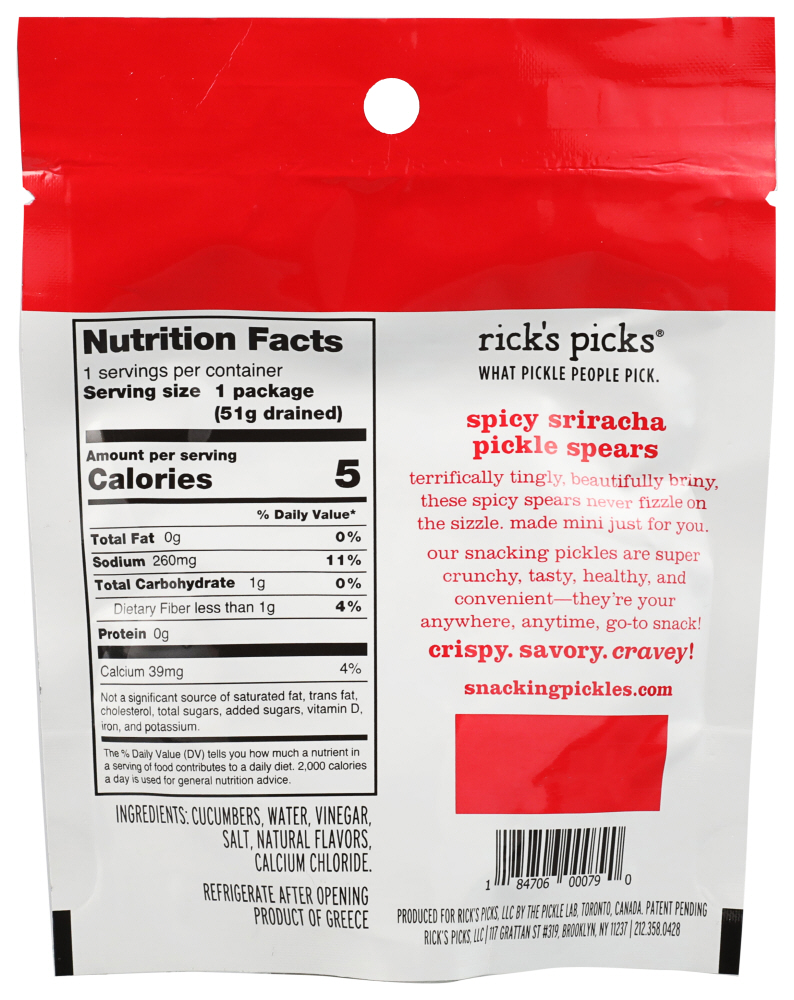 Nutrition Facts
1 servings per container
Serving size 1 package
(51g drained)
Amount per serving
Calories 5
% Daily Value*
Total Fat 0g 0%
Sodium 260mg 11%
Total Carbohydrate 1g 0%
Dietary Fiber less than 1g 4%
Protein 0g
Calcium 39mg 4%
Not a significant source of saturated fat, trans fat,
cholesterol, total sugars, added sugars, vitamin D,
iron, and potassium.
The % Daily Value (DV) tells you how much a nutrient in
a serving of food contributes to a daily diet. 2,000 calories
a day is used for general nutrition advice.
INGREDIENTS: CUCUMBERS, WATER, VINEGAR,
SALT, NATURAL FLAVORS,
CALCIUM CHLORIDE.
REFRIGERATE AFTER OPENING
PRODUCT OF GREECE
rick's picks®
WHAT PICKLE PEOPLE PICK.
spicy sriracha
pickle spears
terrifically tingly, beautifully briny,
these spicy spears never fizzle on
the sizzle. made mini just for you.
our snacking pickles are super
crunchy, tasty, healthy, and
convenient—they're your
anywhere, anytime, go-to snack!
crispy. savory. cravey!
snackingpickles.com
1 84706 00079 0
PRODUCED FOR RICK'S PICKS, LLC BY THE PICKLE LAB, TORONTO, CANADA. PATENT PENDING
RICK'S PICKS, LLC | 117 GRATTAN ST #319, BROOKLYN, NY 11237 | 212.358.0428